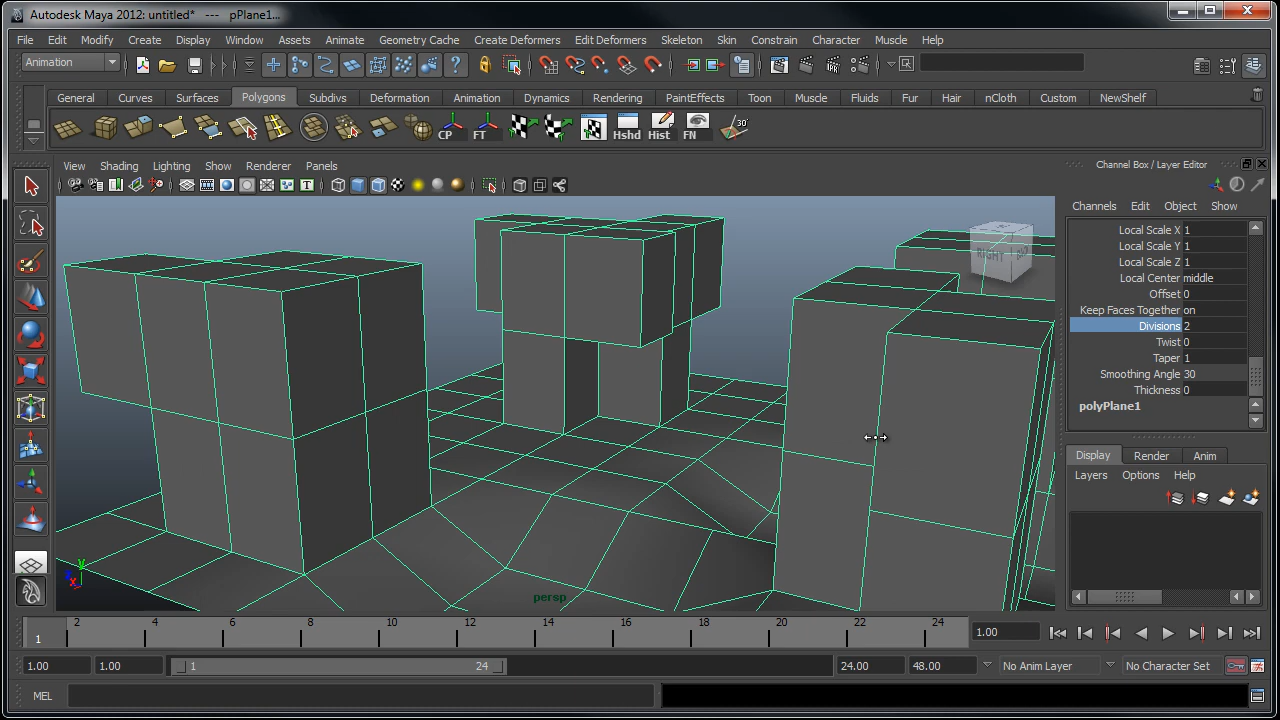 Autodesk Maya 2012: untitled* --- pPlane1...
File Edit Modify Create Display Window Assets Animate Geometry Cache Create Deformers Edit Deformers Skeleton Skin Constrain Character Muscle Help
Animation
General Curves Surfaces Polygons Subdivs Deformation Animation Dynamics Rendering PaintEffects Toon Muscle Fluids Fur Hair nCloth Custom NewShelf
CP FT Hshd Hist FN 30°
View Shading Lighting Show Renderer Panels
Channel Box / Layer Editor
Channels Edit Object Show
Local Scale X 1
Local Scale Y 1
Local Scale Z 1
Local Center middle
Offset 0
Keep Faces Together on
Divisions 2
Twist 0
Taper 1
Smoothing Angle 30
Thickness 0
polyPlane1
RIGHT
Display Render Anim
Layers Options Help
y
x
persp
1 2 4 6 8 10 12 14 16 18 20 22 24 1.00
1.00 1.00 1 24 24.00 48.00 No Anim Layer No Character Set
MEL